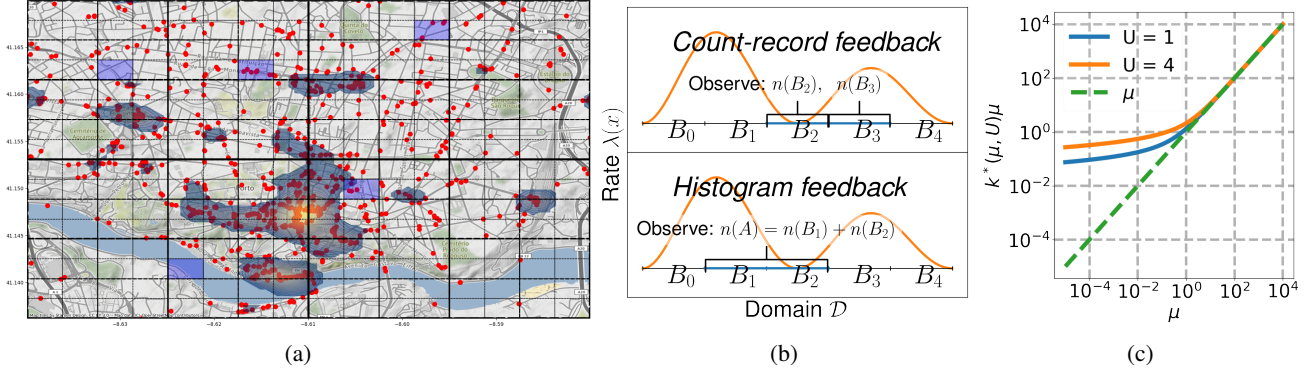 41.165
41.160
41.155
41.150
41.145
41.140
−8.63
−8.62
−8.61
−8.60
−8.59
Porto
(a)
Count-record feedback
Observe: n(B₂), n(B₃)
B₀ B₁ B₂ B₃ B₄
Histogram feedback
Observe: n(A) = n(B₁) + n(B₂)
B₀ B₁ B₂ B₃ B₄
Rate λ(x)
Domain 𝒟
(b)
U = 1
U = 4
μ
10⁴
10²
10⁰
10⁻²
10⁻⁴
10⁻⁴ 10⁻² 10⁰ 10² 10⁴
k*(μ, U)μ
μ
(c)